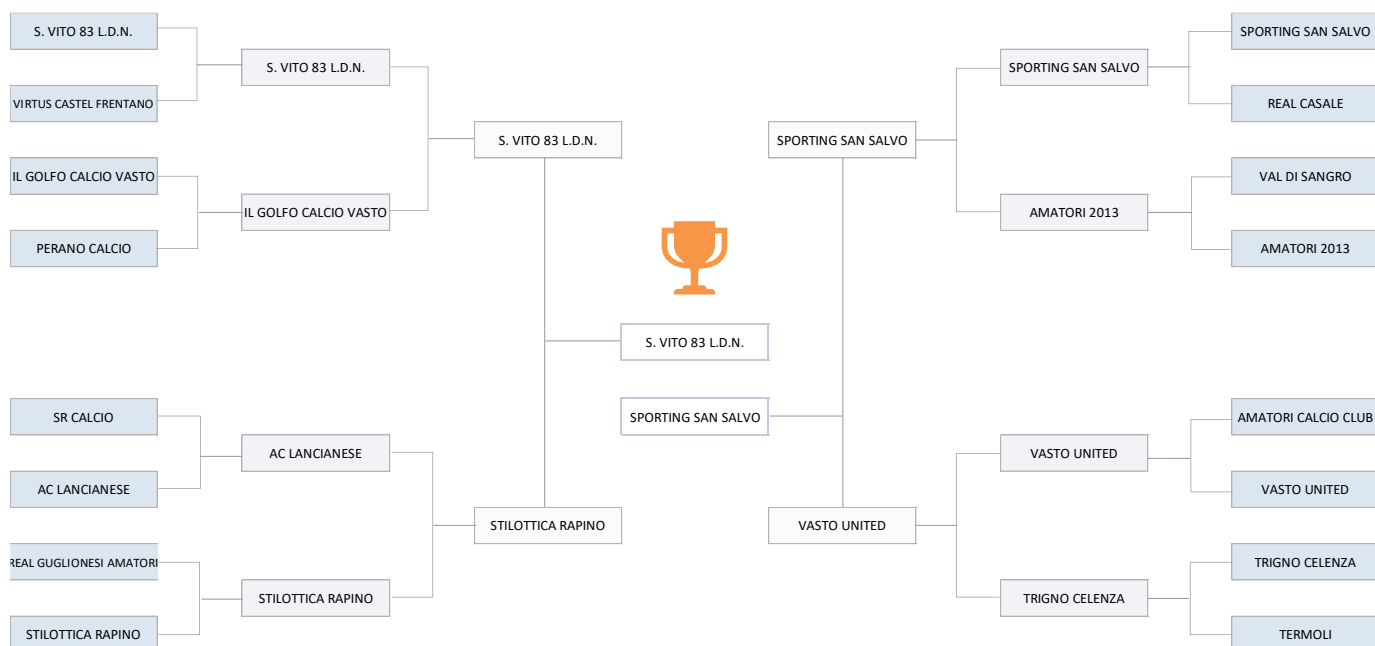 S. VITO 83 L.D.N.
SPORTING SAN SALVO
S. VITO 83 L.D.N.
SPORTING SAN SALVO
VIRTUS CASTEL FRENTANO
REAL CASALE
S. VITO 83 L.D.N.
SPORTING SAN SALVO
IL GOLFO CALCIO VASTO
VAL DI SANGRO
IL GOLFO CALCIO VASTO
AMATORI 2013
PERANO CALCIO
AMATORI 2013
S. VITO 83 L.D.N.
SPORTING SAN SALVO
SR CALCIO
AMATORI CALCIO CLUB
AC LANCIANESE
VASTO UNITED
AC LANCIANESE
VASTO UNITED
STILOTTICA RAPINO
VASTO UNITED
REAL GUGLIONESI AMATORI
TRIGNO CELENZA
STILOTTICA RAPINO
TRIGNO CELENZA
STILOTTICA RAPINO
TERMOLI